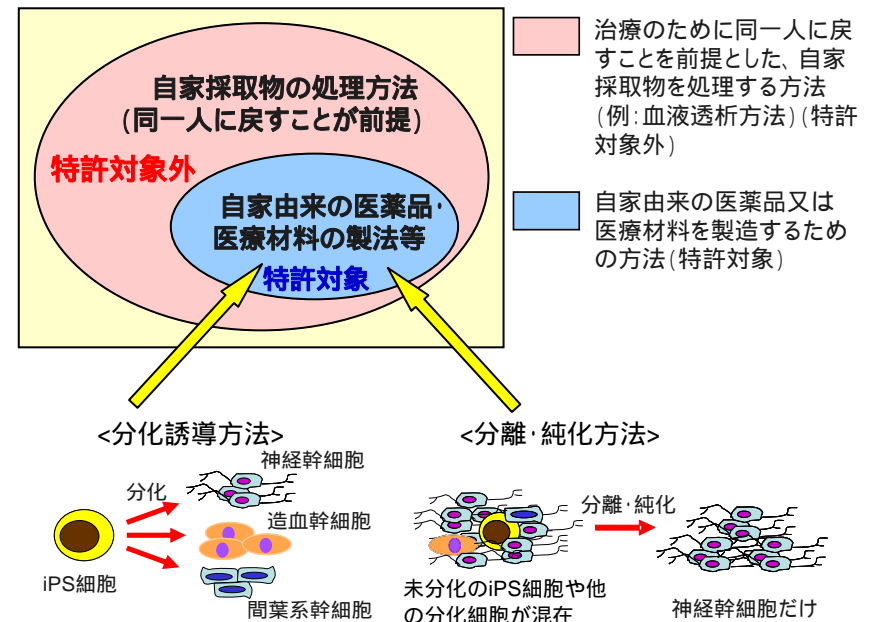 自家採取物の処理方法
(同一人に戻すことが前提)
特許対象外
自家由来の医薬品・
医療材料の製法等
特許対象
治療のために同一人に戻
すことを前提とした、自家
採取物を処理する方法
(例:血液透析方法)(特許
対象外)
自家由来の医薬品又は
医療材料を製造するため
の方法(特許対象)
<分化誘導方法>
神経幹細胞
分化
造血幹細胞
iPS細胞
間葉系幹細胞
<分離・純化方法>
分離・純化
未分化のiPS細胞や他
の分化細胞が混在
神経幹細胞だけ